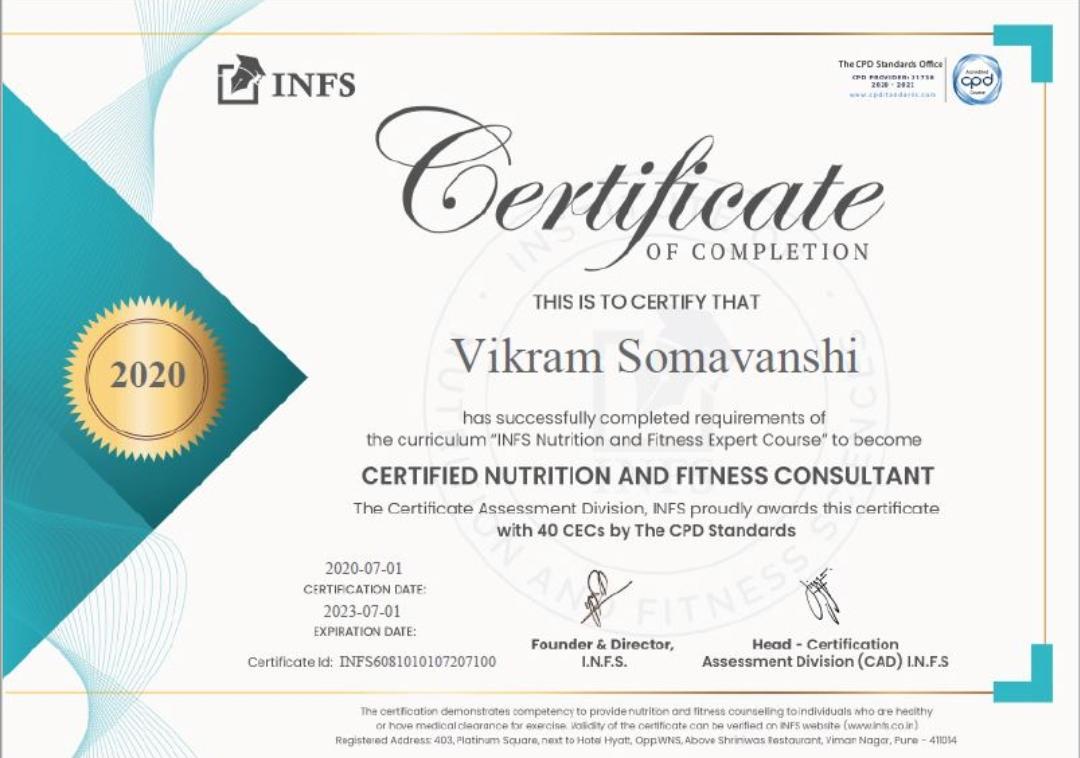 INFS
The CPD Standards Office
CPD PROVIDER: 21738
2020 - 2021
www.cpdstandards.com
Accredited
cpd
Course
Certificate
OF COMPLETION
THIS IS TO CERTIFY THAT
Vikram Somavanshi
2020
has successfully completed requirements of
the curriculum “INFS Nutrition and Fitness Expert Course” to become
CERTIFIED NUTRITION AND FITNESS CONSULTANT
The Certificate Assessment Division, INFS proudly awards this certificate
with 40 CECs by The CPD Standards
2020-07-01
CERTIFICATION DATE:
2023-07-01
EXPIRATION DATE:
Certificate Id: INFS6081010107207100
Founder & Director,
I.N.F.S.
Head - Certification
Assessment Division (CAD) I.N.F.S
The certification demonstrates competency to provide nutrition and fitness counselling to individuals who are healthy
or have medical clearance for exercise. Validity of the certificate can be verified on INFS website (www.infs.co.in)
Registered Address: 403, Platinum Square, next to Hotel Hyatt, Opp.WNS, Above Shriniwas Restaurant, Viman Nagar, Pune - 411014